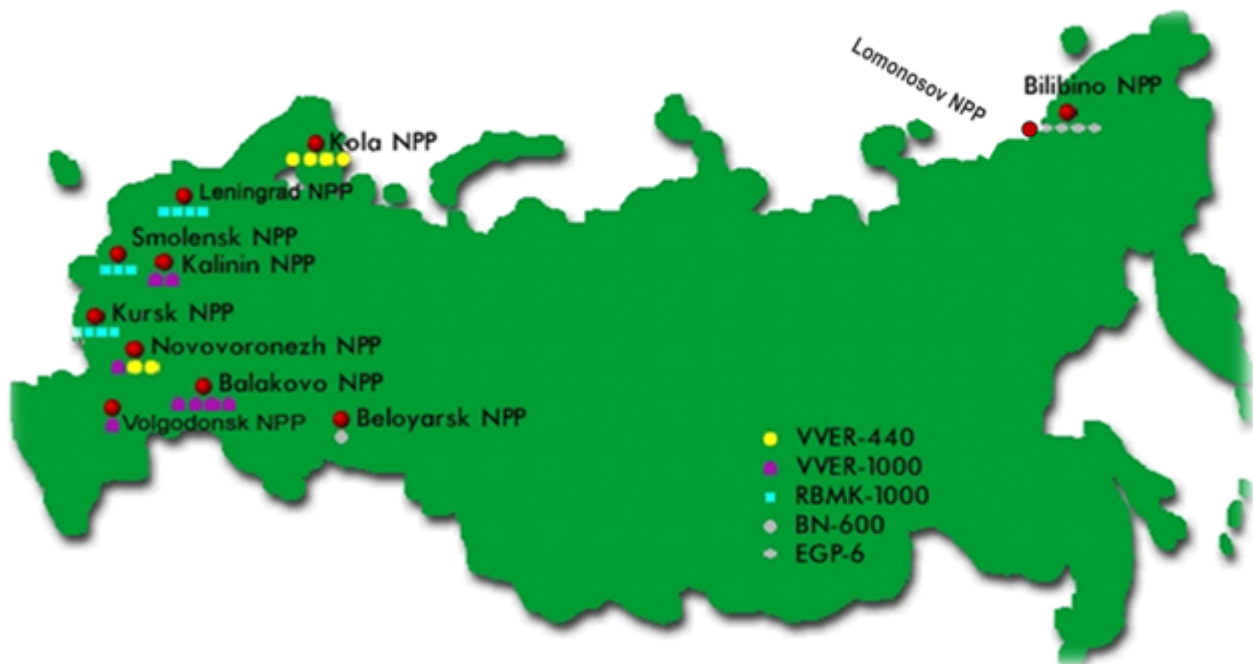 Lomonosov NPP
Bilibino NPP
Kola NPP
Leningrad NPP
Smolensk NPP
Kalinin NPP
Kursk NPP
Novovoronezh NPP
Balakovo NPP
Volgodonsk NPP
Beloyarsk NPP
VVER-440
VVER-1000
RBMK-1000
BN-600
EGP-6